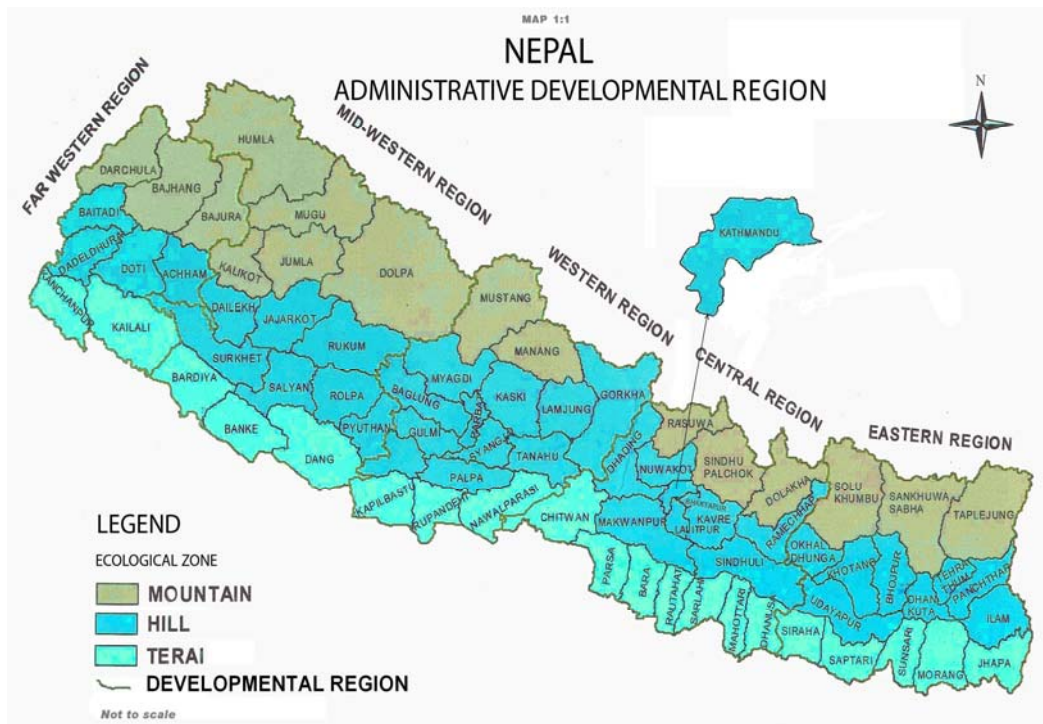 MAP 1:1
NEPAL
ADMINISTRATIVE DEVELOPMENTAL REGION
N
FAR WESTERN REGION
MID-WESTERN REGION
WESTERN REGION
CENTRAL REGION
EASTERN REGION
HUMLA
DARCHULA
BAJHANG
BAITADI
BAJURA
MUGU
DADELDHURA
DOTI
ACHHAM
KALIKOT
JUMLA
DOLPA
KATHMANDU
KANCHANPUR
KAILALI
DAILEKH
JAJARKOT
MUSTANG
RUKUM
MANANG
SURKHET
BARDIYA
SALYAN
ROLPA
BAGLUNG
MYAGDI
PARBAT
KASKI
LAMJUNG
GORKHA
BANKE
PYUTHAN
GULMI
SYANGJA
TANAHU
DHADING
RASUWA
NUWAKOT
SINDHU
PALCHOK
DOLAKHA
SOLU
KHUMBU
SANKHUWA
SABHA
TAPLEJUNG
DANG
PALPA
KAPILBASTU
RUPANDEHI
NAWALPARASI
CHITWAN
MAKWANPUR
LALITPUR
KAVRE
RAMECHHAP
OKHAL
DHUNGA
KHOTANG
BHOJPUR
TEHRA
THUM
PANCHTHAR
DHAN
KUTA
ILAM
SINDHULI
UDAYAPUR
PARSA
BARA
RAUTAHAT
SARLAHI
MAHOTTARI
DHANUSA
SIRAHA
SAPTARI
SUNSARI
MORANG
JHAPA
LEGEND
ECOLOGICAL ZONE
MOUNTAIN
HILL
TERAI
DEVELOPMENTAL REGION
Not to scale